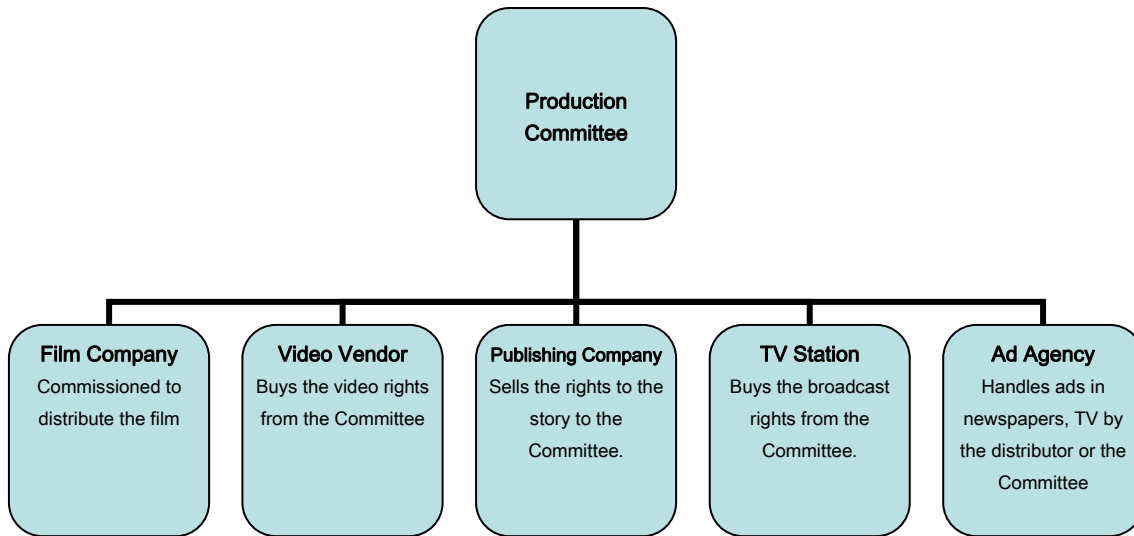 Production
Committee
Film Company
Commissioned to
distribute the film
Video Vendor
Buys the video rights
from the Committee
Publishing Company
Sells the rights to the
story to the
Committee.
TV Station
Buys the broadcast
rights from the
Committee.
Ad Agency
Handles ads in
newspapers, TV by
the distributor or the
Committee